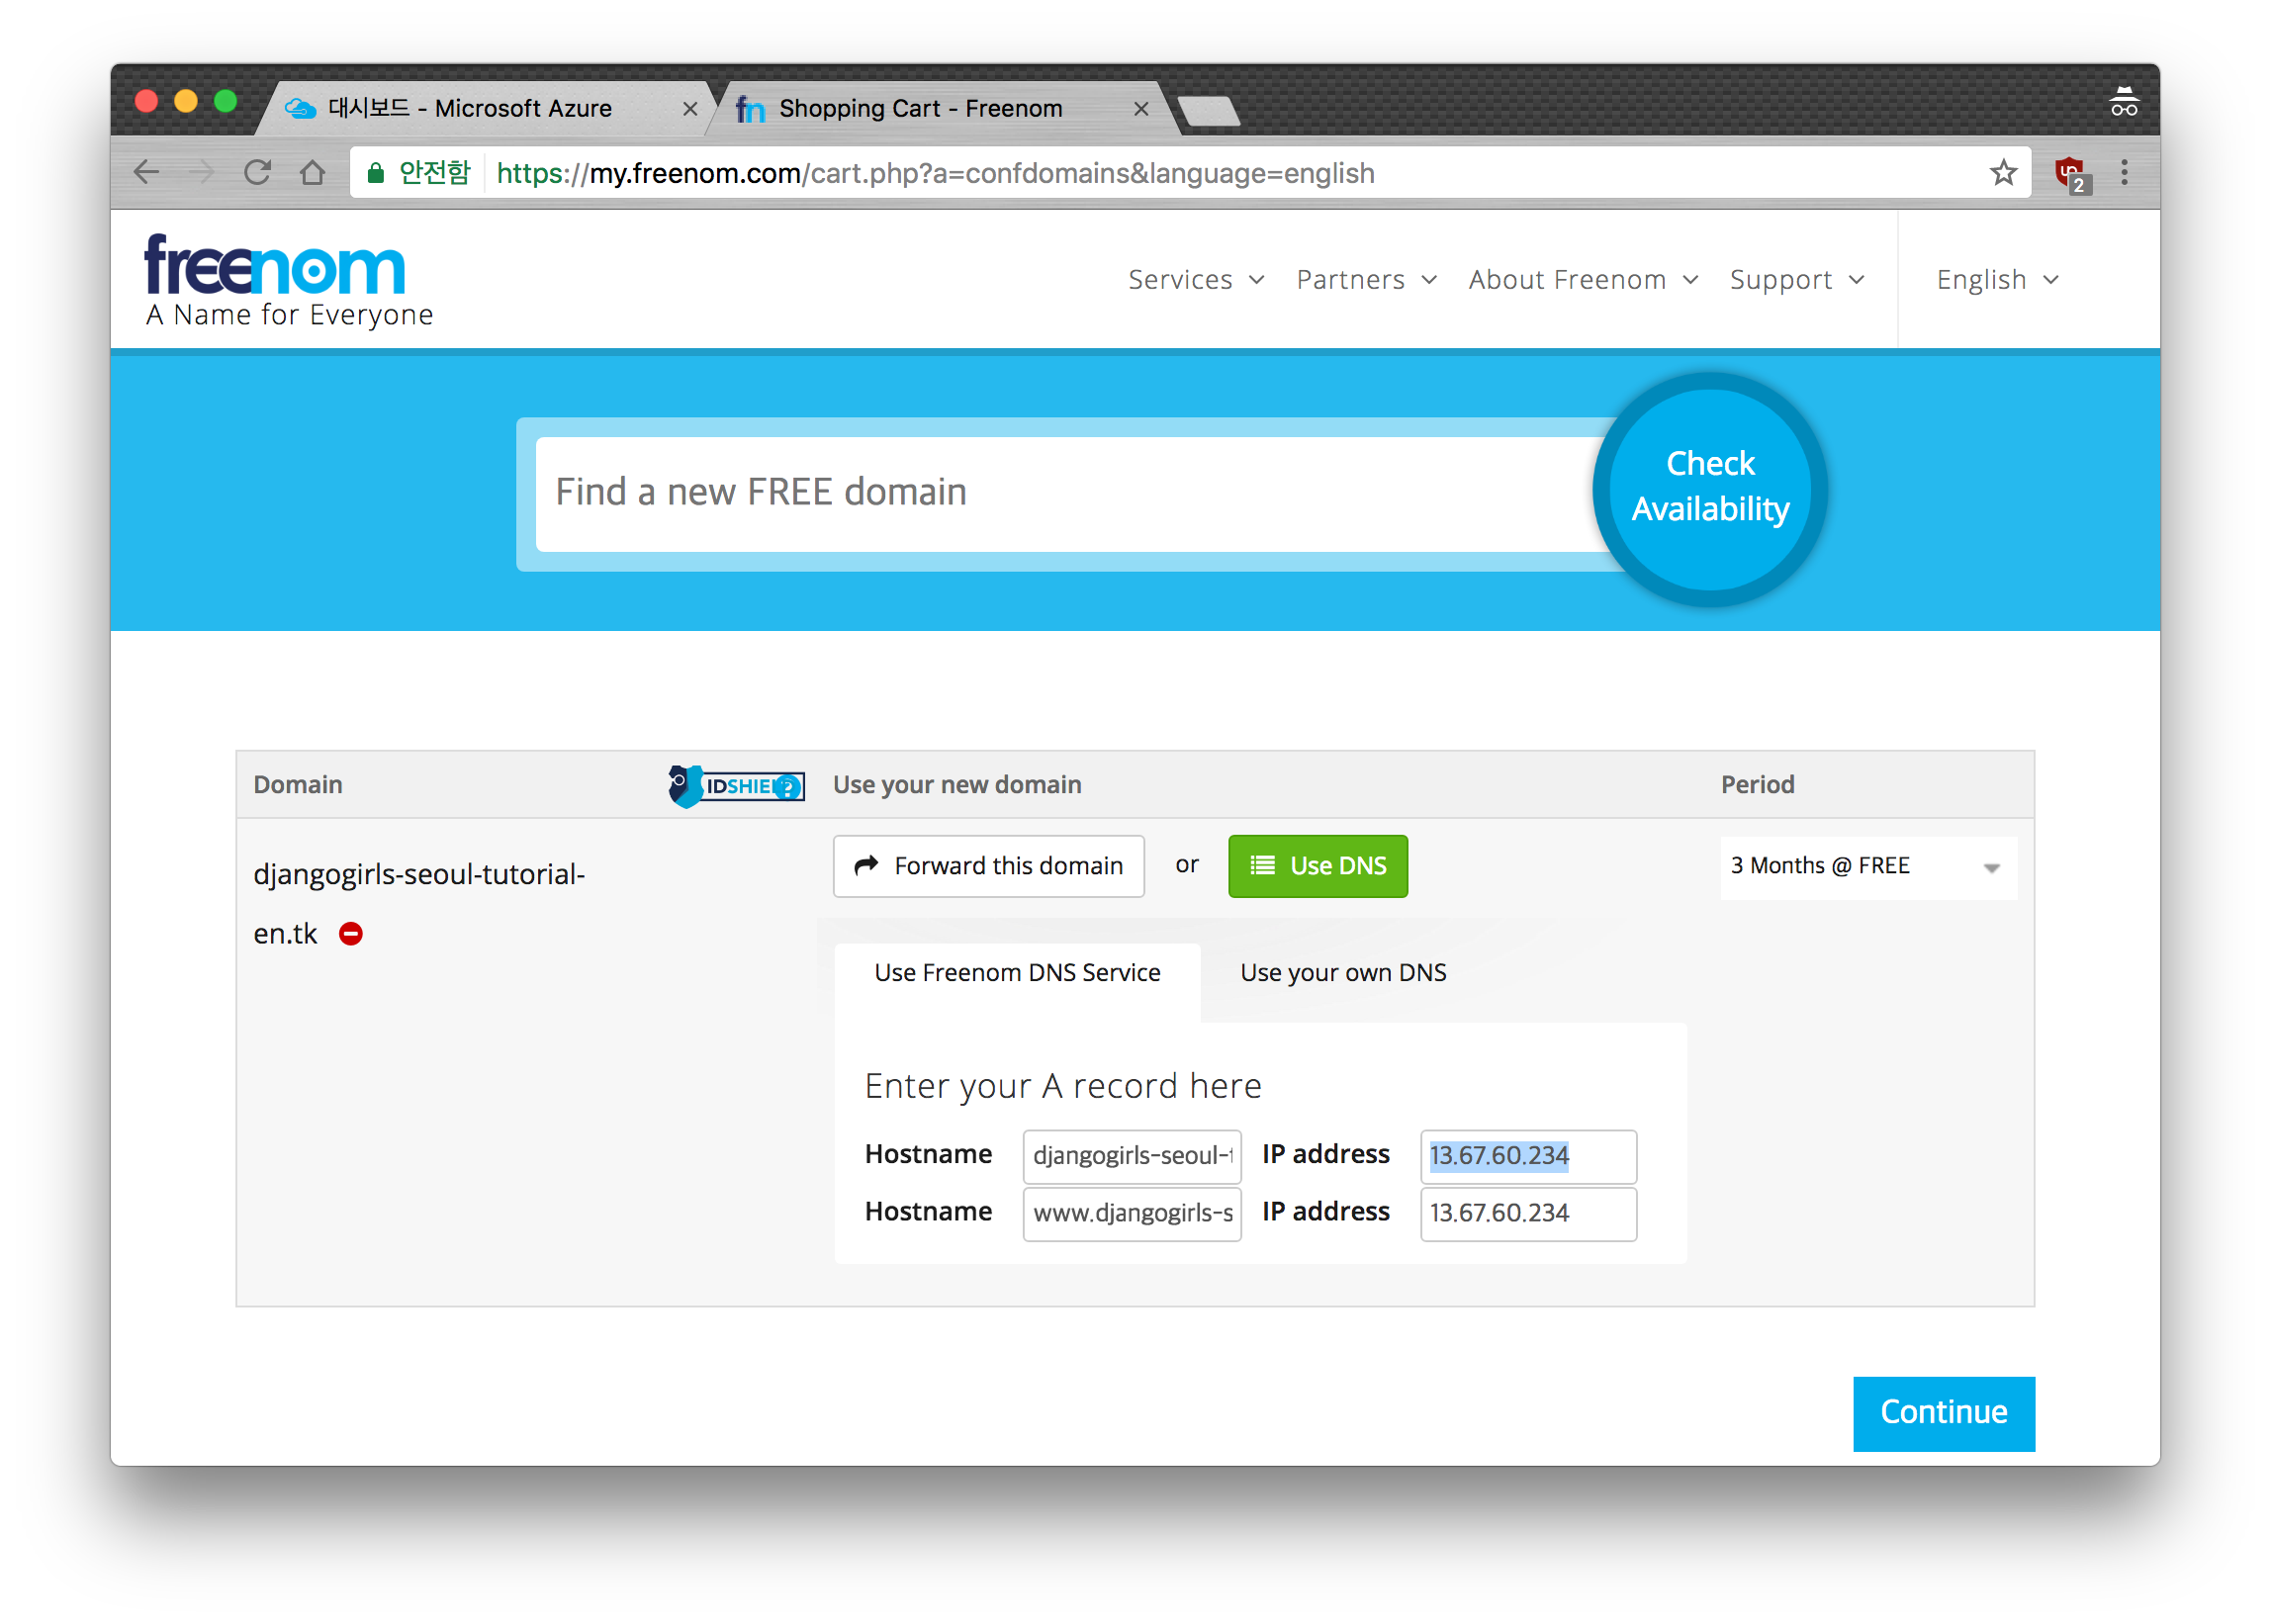 대시보드 - Microsoft Azure
Shopping Cart - Freenom
안전함
https://my.freenom.com/cart.php?a=confdomains&language=english
2
freenom
A Name for Everyone
Services
Partners
About Freenom
Support
English
Find a new FREE domain
Check
Availability
Domain
IDSHIEL
?
Use your new domain
Period
djangogirls-seoul-tutorial-
en.tk
Forward this domain
or
Use DNS
3 Months @ FREE
Use Freenom DNS Service
Use your own DNS
Enter your A record here
Hostname
djangogirls-seoul-
IP address
13.67.60.234
Hostname
www.djangogirls-s
IP address
13.67.60.234
Continue